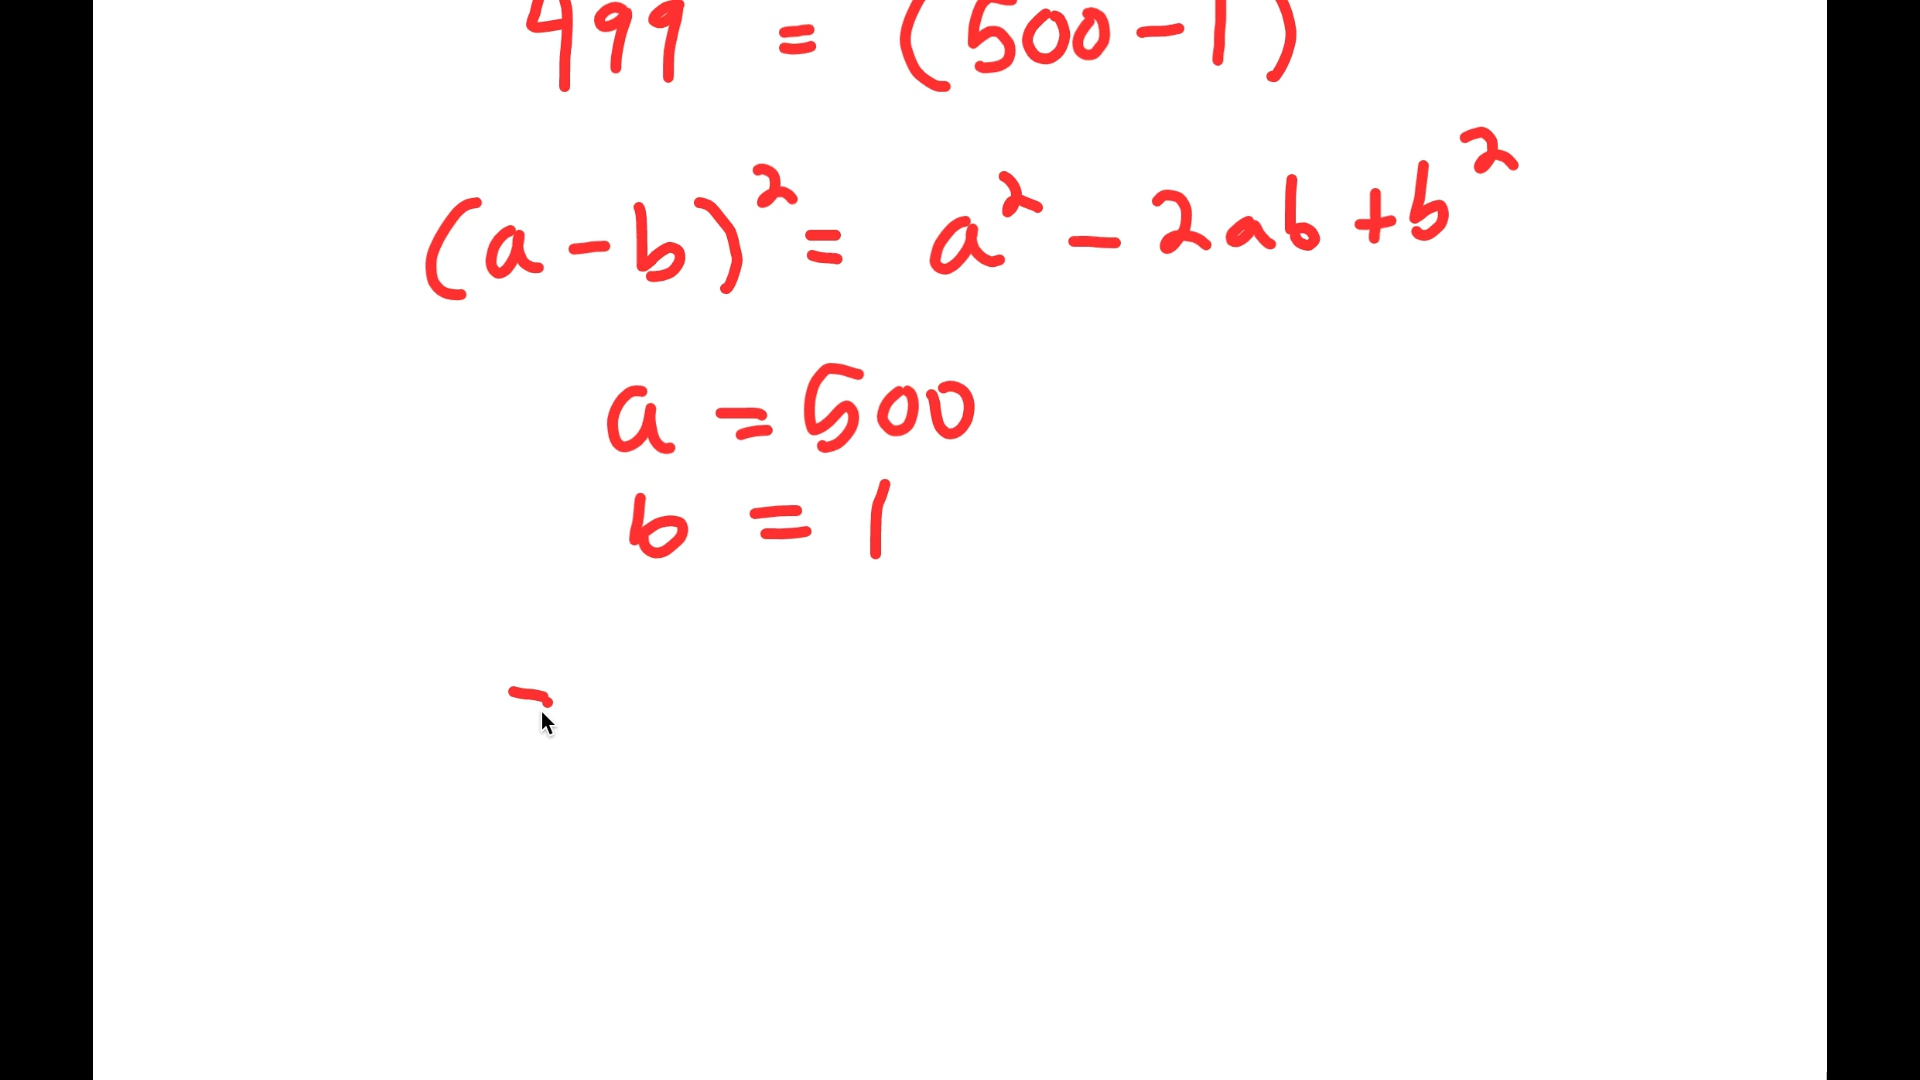 499 = (500 - 1)
(a - b)² = a² - 2ab + b²
a = 500
b = 1